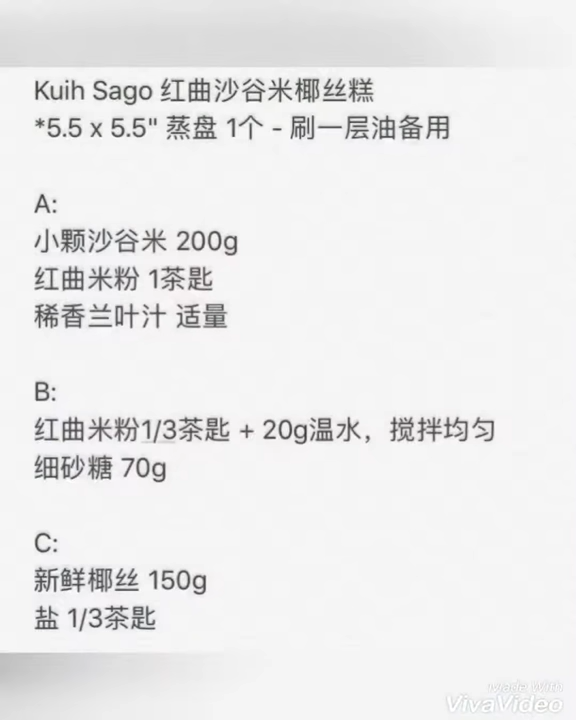 Kuih Sago 红曲沙谷米椰丝糕
*5.5 x 5.5" 蒸盘 1个 - 刷一层油备用
A:
小颗沙谷米 200g
红曲米粉 1茶匙
稀香兰叶汁 适量
B:
红曲米粉1/3茶匙 + 20g温水，搅拌均匀
细砂糖 70g
C:
新鲜椰丝 150g
盐 1/3茶匙
Made With
VivaVideo